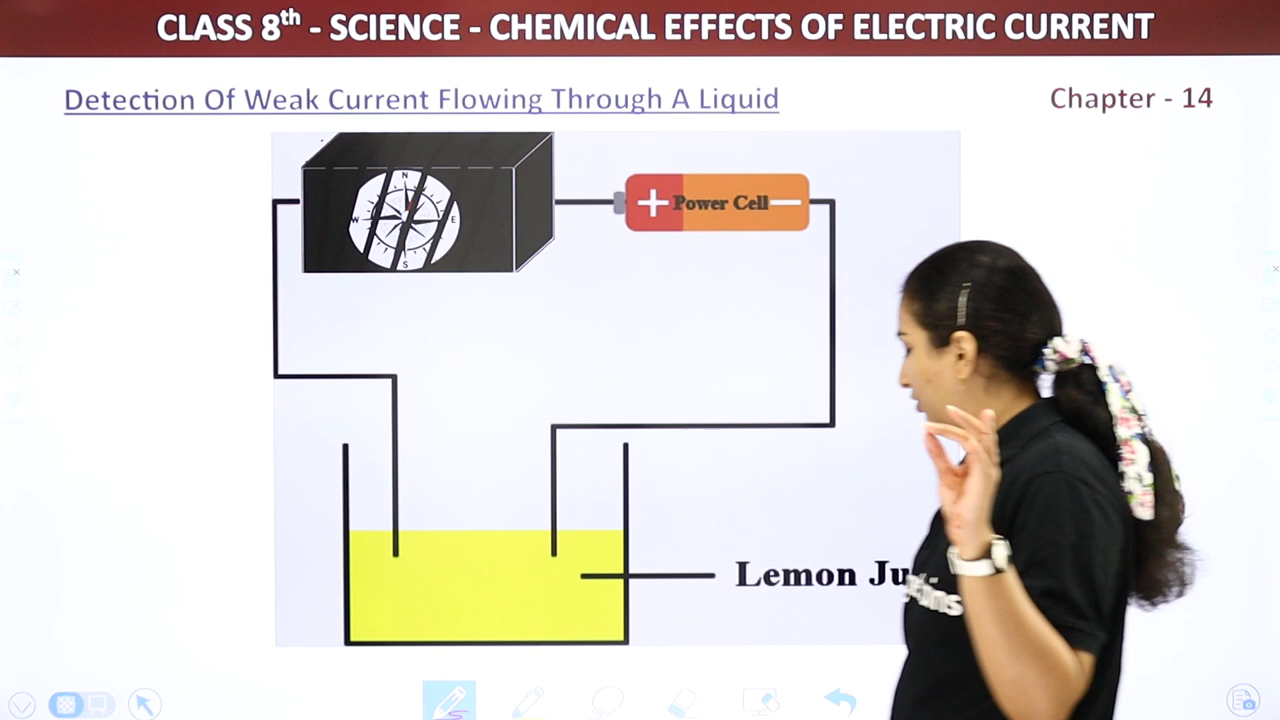 CLASS 8th - SCIENCE - CHEMICAL EFFECTS OF ELECTRIC CURRENT
Detection Of Weak Current Flowing Through A Liquid
Chapter - 14
N
W
E
S
+ Power Cell —
Lemon